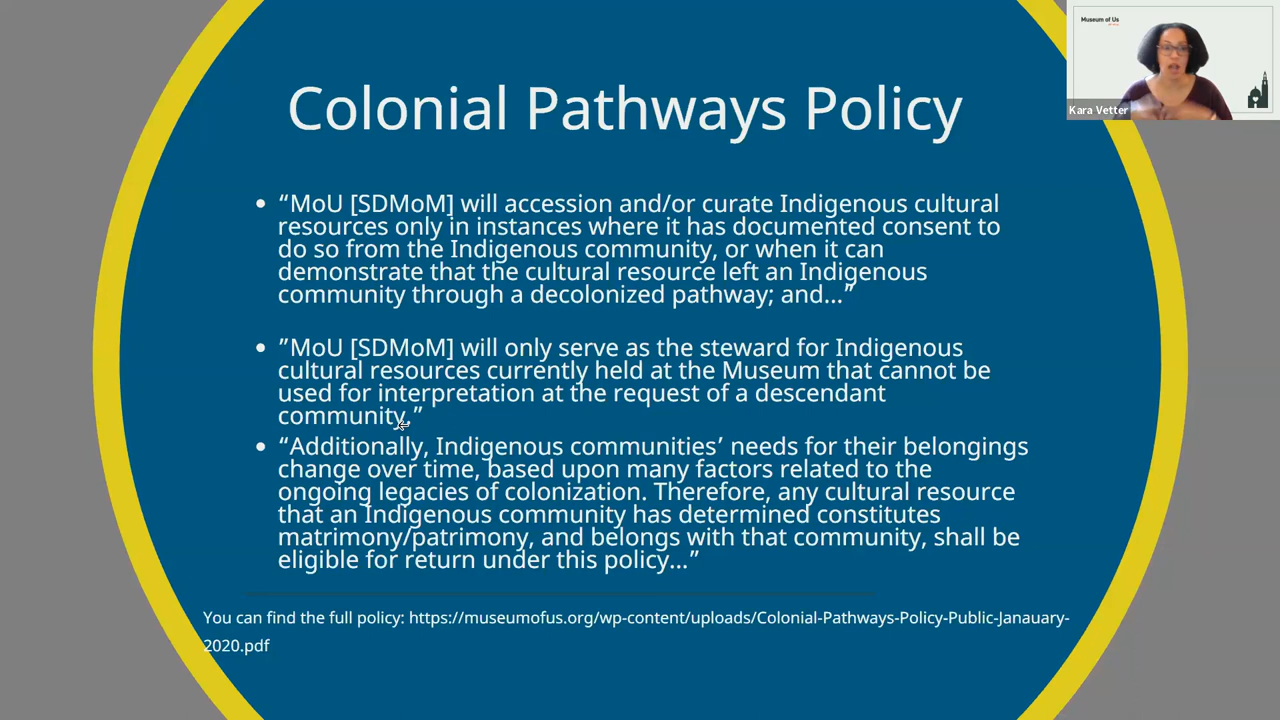 Museum of Us
Kara Vetter
Colonial Pathways Policy
• “MoU [SDMoM] will accession and/or curate Indigenous cultural
resources only in instances where it has documented consent to
do so from the Indigenous community, or when it can
demonstrate that the cultural resource left an Indigenous
community through a decolonized pathway; and...”
• ”MoU [SDMoM] will only serve as the steward for Indigenous
cultural resources currently held at the Museum that cannot be
used for interpretation at the request of a descendant
community.”
• “Additionally, Indigenous communities’ needs for their belongings
change over time, based upon many factors related to the
ongoing legacies of colonization. Therefore, any cultural resource
that an Indigenous community has determined constitutes
matrimony/patrimony, and belongs with that community, shall be
eligible for return under this policy...”
You can find the full policy: https://museumofus.org/wp-content/uploads/Colonial-Pathways-Policy-Public-Janauary-
2020.pdf